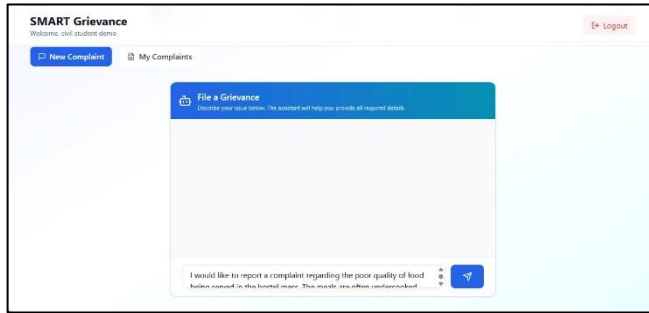 SMART Grievance
Welcome, civil student demo
Logout
New Complaint
My Complaints
File a Grievance
Describe your issue below. The assistant will help you provide all required details.
I would like to report a complaint regarding the poor quality of food
being served in the hostel mess. The meals are often undercooked